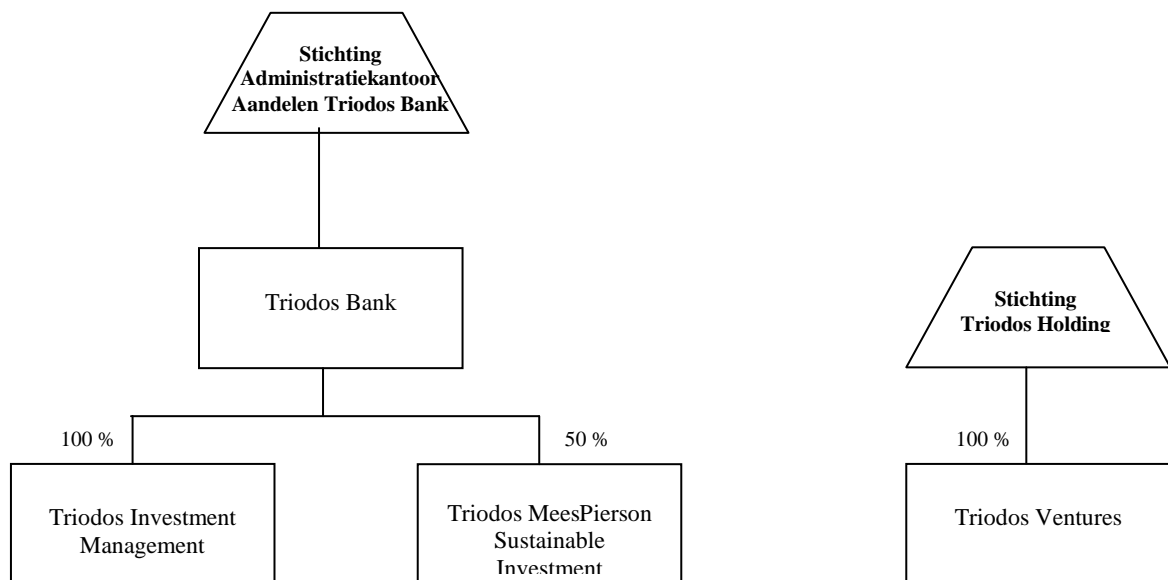 Stichting
Administratiekantoor
Aandelen Triodos Bank
Triodos Bank
Stichting
Triodos Holding
100 %
50 %
100 %
Triodos Investment
Management
Triodos MeesPierson
Sustainable
Investment
Triodos Ventures